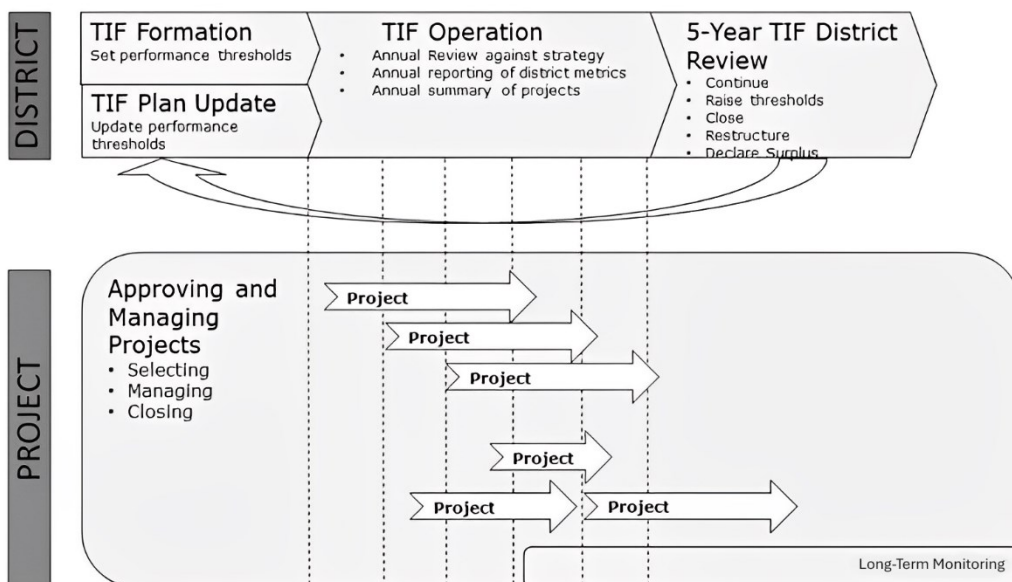 DISTRICT
TIF Formation
Set performance thresholds
TIF Plan Update
Update performance
thresholds
TIF Operation
• Annual Review against strategy
• Annual reporting of district metrics
• Annual summary of projects
5-Year TIF District
Review
• Continue
• Raise thresholds
• Close
• Restructure
• Declare Surplus
PROJECT
Approving and
Managing
Projects
• Selecting
• Managing
• Closing
Project
Project
Project
Project
Project
Project
Long-Term Monitoring